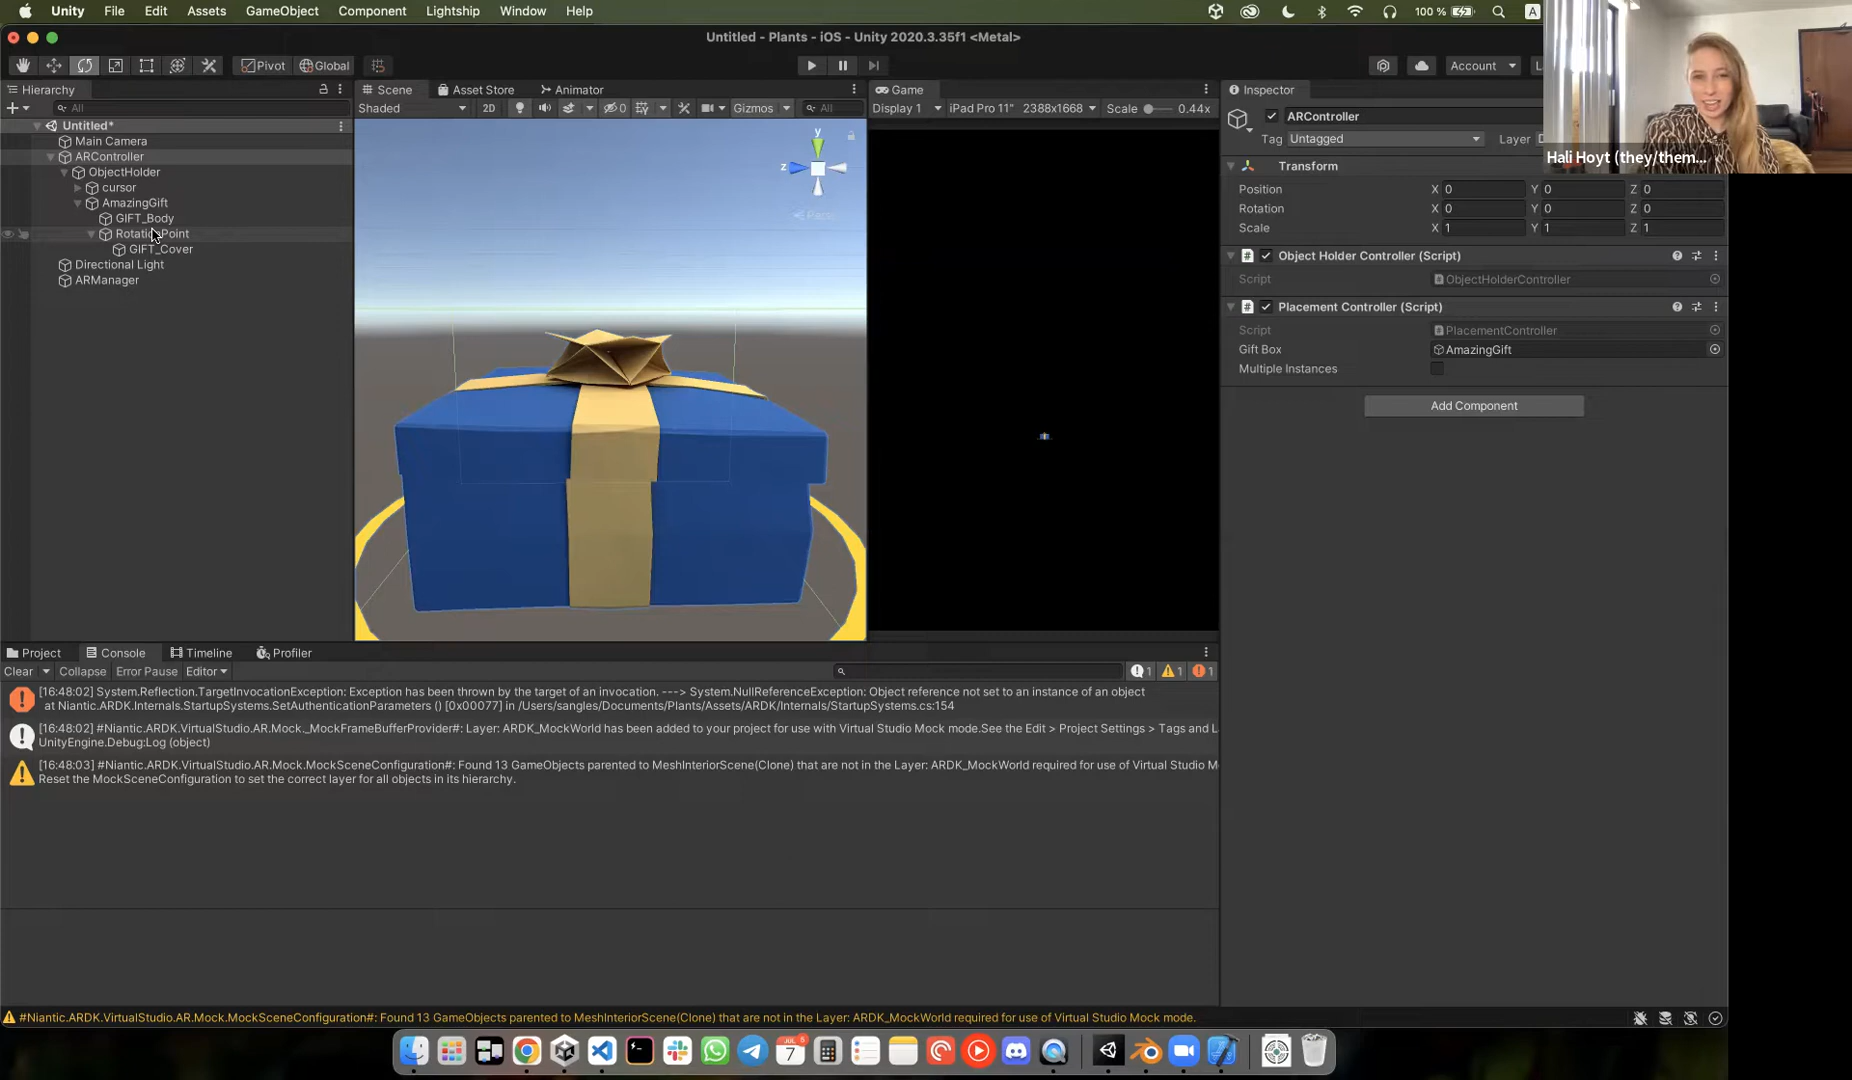 Unity File Edit Assets GameObject Component Lightship Window Help 100 % A
Untitled - Plants - iOS - Unity 2020.3.35f1 <Metal>
Pivot Global Account
Hierarchy Scene Asset Store Animator Game Inspector
All Shaded 2D 0 Gizmos All Display 1 iPad Pro 11" 2388x1668 Scale 0.44x
ARController
Tag Untagged Layer
Hali Hoyt (they/them...
Untitled*
Main Camera
ARController
ObjectHolder
cursor
AmazingGift
GIFT_Body
GIFT_Cover
Directional Light
ARManager
y
z
Persp
Transform
Position X 0 Y 0 Z 0
Rotation X 0 Y 0 Z 0
Scale X 1 Y 1 Z 1
# Object Holder Controller (Script)
Script ObjectHolderController
# Placement Controller (Script)
Script PlacementController
Gift Box AmazingGift
Multiple Instances
Add Component
Project Console Timeline Profiler
Clear Collapse Error Pause Editor 1 1 1
[16:48:02] System.Reflection.TargetInvocationException: Exception has been thrown by the target of an invocation. ---> System.NullReferenceException: Object reference not set to an instance of an object
at Niantic.ARDK.Internals.StartupSystems.SetAuthenticationParameters () [0x00077] in /Users/sangles/Documents/Plants/Assets/ARDK/Internals/StartupSystems.cs:154
[16:48:02] #Niantic.ARDK.VirtualStudio.AR.Mock._MockFrameBufferProvider#: Layer: ARDK_MockWorld has been added to your project for use with Virtual Studio Mock mode.See the Edit > Project Settings > Tags and L
UnityEngine.Debug:Log (object)
[16:48:03] #Niantic.ARDK.VirtualStudio.AR.Mock.MockSceneConfiguration#: Found 13 GameObjects parented to MeshInteriorScene(Clone) that are not in the Layer: ARDK_MockWorld required for use of Virtual Studio M
Reset the MockSceneConfiguration to set the correct layer for all objects in its hierarchy.
#Niantic.ARDK.VirtualStudio.AR.Mock.MockSceneConfiguration#: Found 13 GameObjects parented to MeshInteriorScene(Clone) that are not in the Layer: ARDK_MockWorld required for use of Virtual Studio Mock mode.
JUL
7